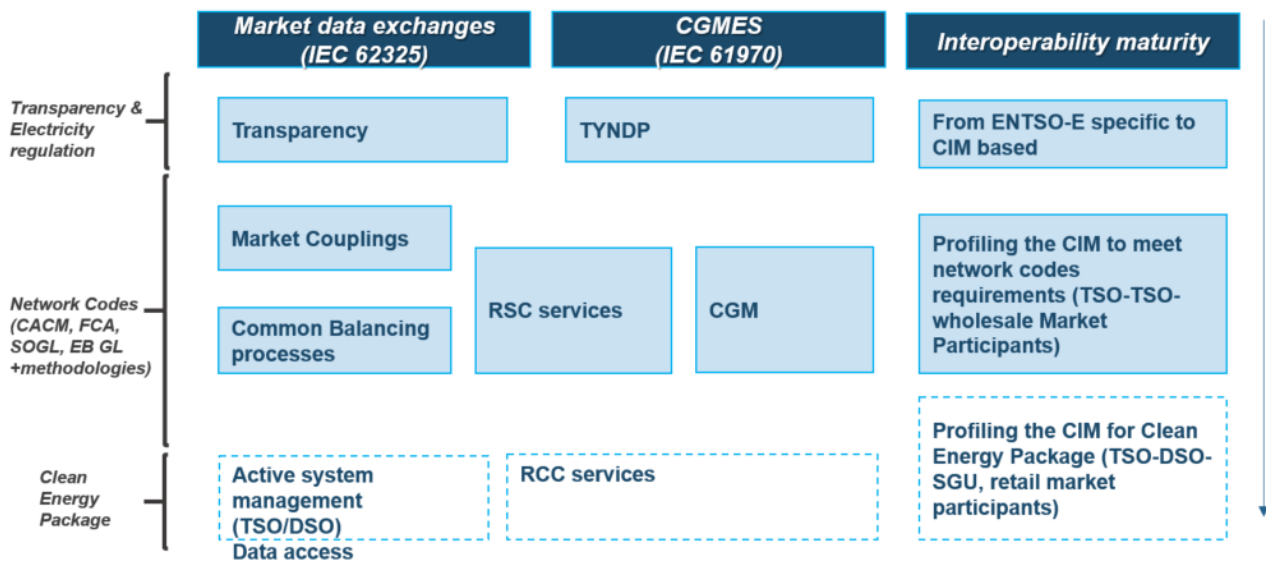 Market data exchanges
(IEC 62325)
CGMES
(IEC 61970)
Interoperability maturity
Transparency &
Electricity
regulation
Transparency
TYNDP
From ENTSO-E specific to
CIM based
Network Codes
(CACM, FCA,
SOGL, EB GL
+methodologies)
Market Couplings
Common Balancing
processes
RSC services
CGM
Profiling the CIM to meet
network codes
requirements (TSO-TSO-
wholesale Market
Participants)
Clean
Energy
Package
Active system
management
(TSO/DSO)
Data access
RCC services
Profiling the CIM for Clean
Energy Package (TSO-DSO-
SGU, retail market
participants)